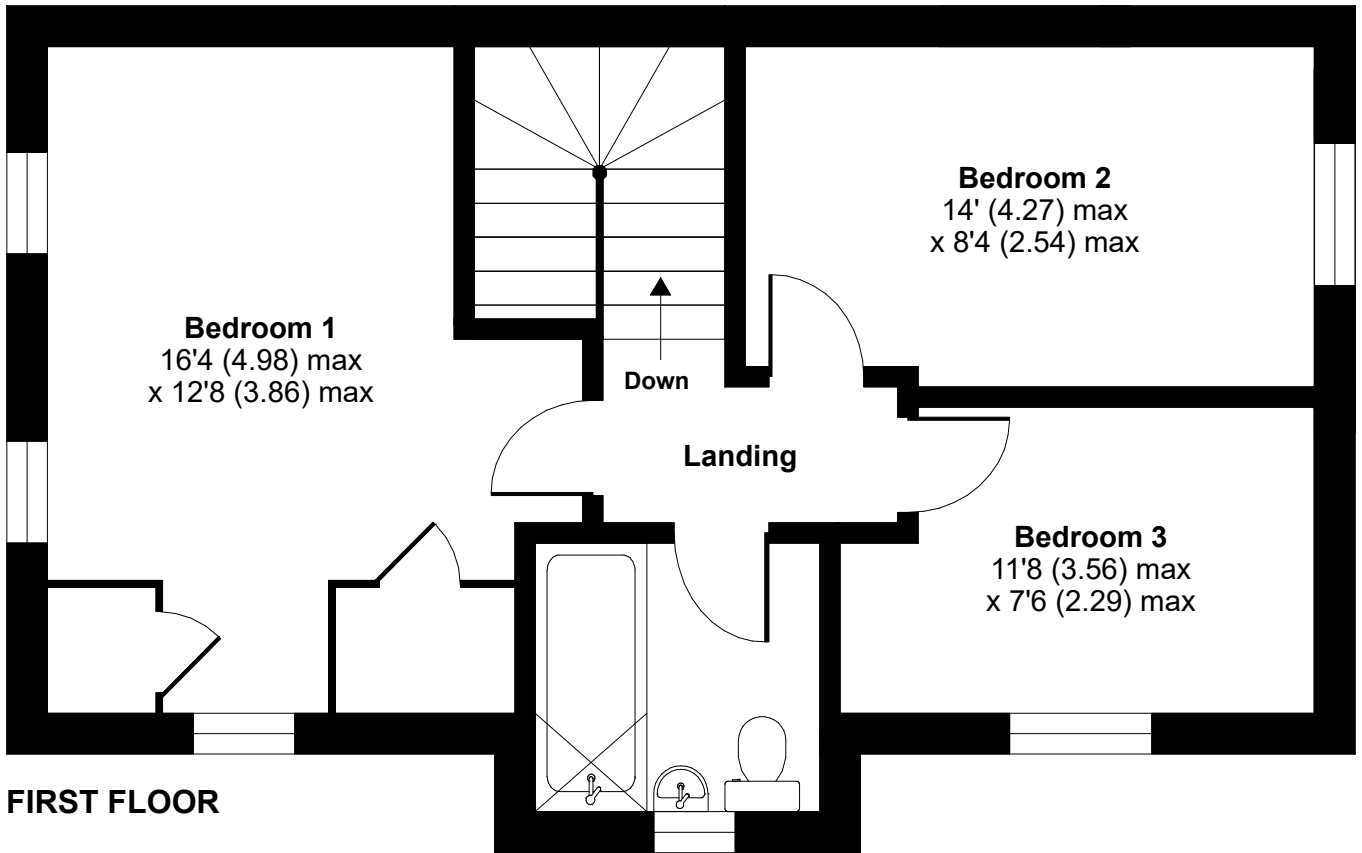 Bedroom 1
16'4 (4.98) max
x 12'8 (3.86) max
Down
Landing
Bedroom 2
14' (4.27) max
x 8'4 (2.54) max
Bedroom 3
11'8 (3.56) max
x 7'6 (2.29) max
FIRST FLOOR